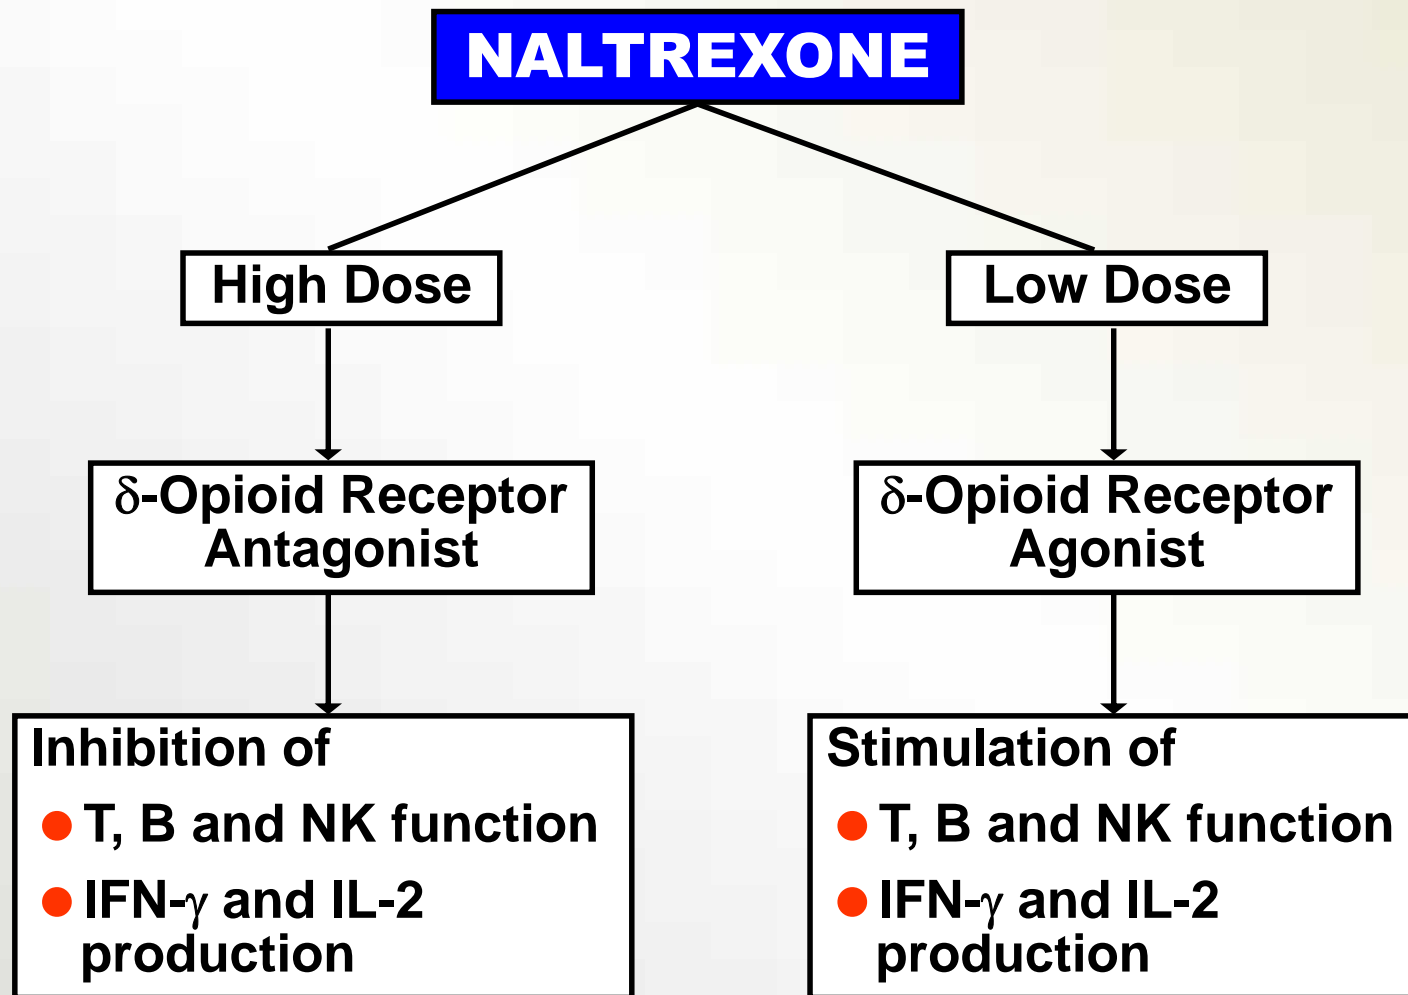 NALTREXONE
High Dose
δ-Opioid Receptor
Antagonist
Inhibition of
● T, B and NK function
● IFN-γ and IL-2
production
Low Dose
δ-Opioid Receptor
Agonist
Stimulation of
● T, B and NK function
● IFN-γ and IL-2
production